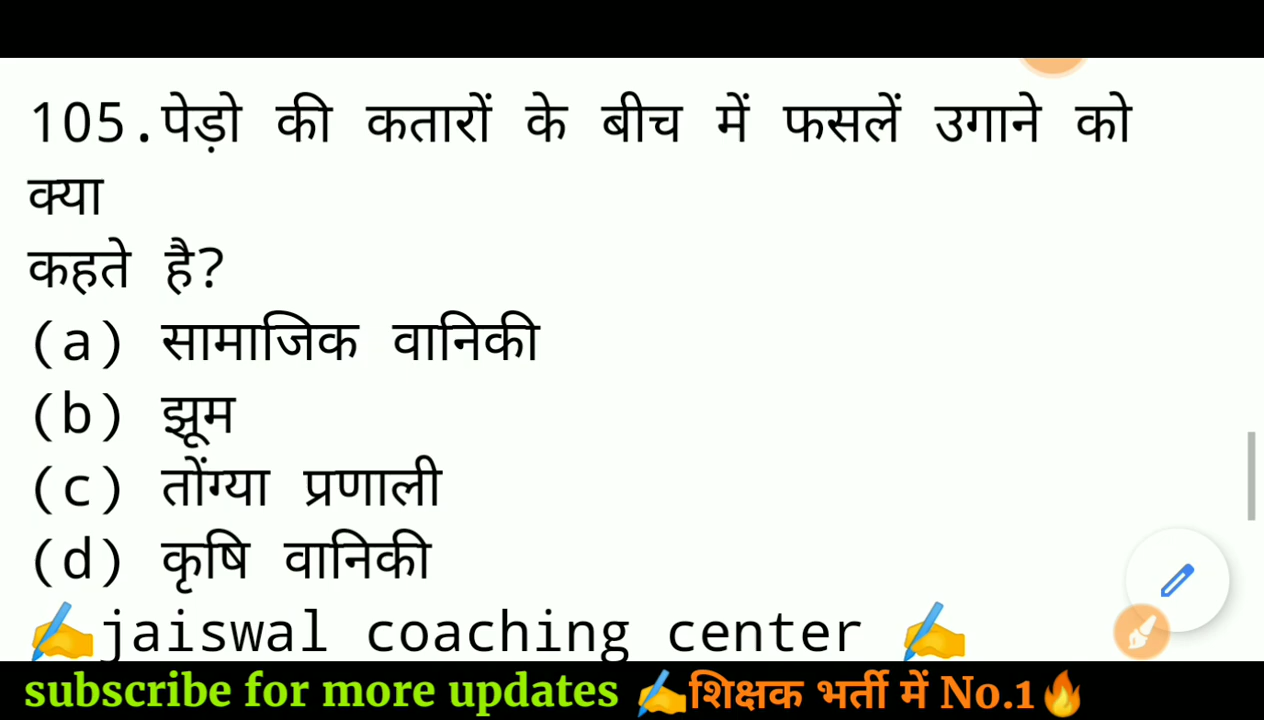 105.पेड़ो की कतारों के बीच में फसलें उगाने को
क्या
कहते है?
(a) सामाजिक वानिकी
(b) झूम
(c) तोंग्या प्रणाली
(d) कृषि वानिकी
✍️jaiswal coaching center ✍️
subscribe for more updates ✍️शिक्षक भर्ती में No.1🔥